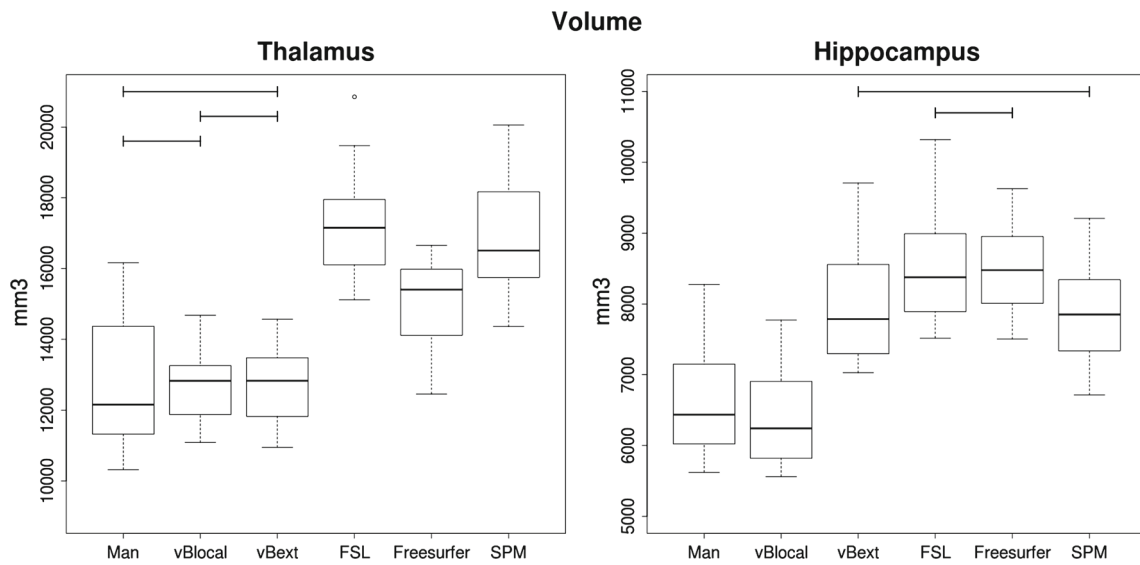 Volume
Thalamus
mm3
20000
18000
16000
14000
12000
10000
Man vBlocal vBext FSL Freesurfer SPM
Hippocampus
mm3
11000
10000
9000
8000
7000
6000
5000
Man vBlocal vBext FSL Freesurfer SPM